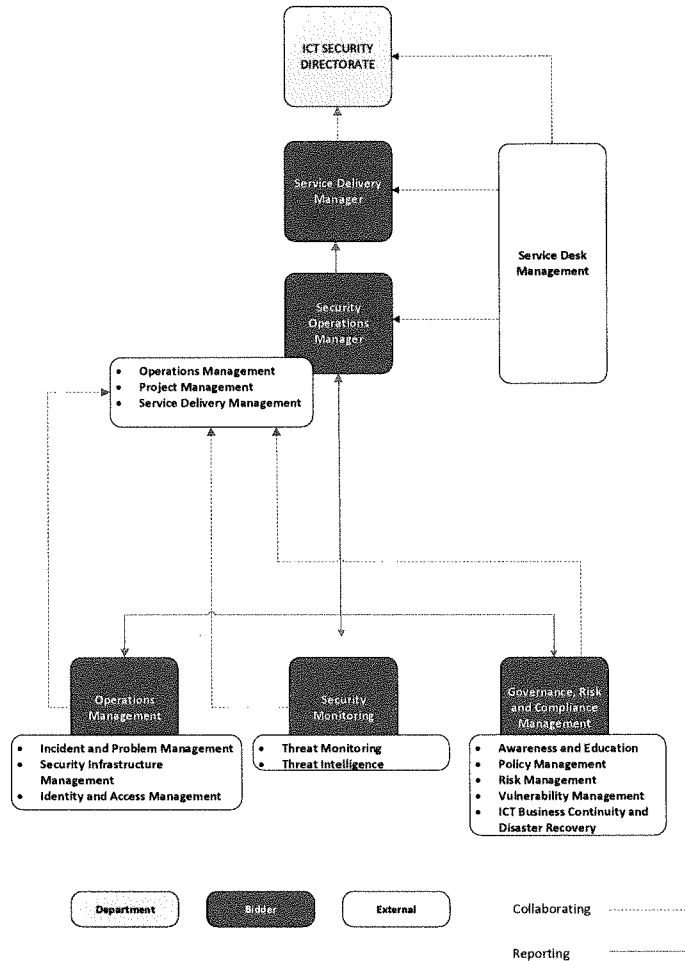 ICT SECURITY
DIRECTORATE
Service Delivery
Manager
Service Desk
Management
Security
Operations
Manager
• Operations Management
• Project Management
• Service Delivery Management
Operations
Management
• Incident and Problem Management
• Security Infrastructure
Management
• Identity and Access Management
Security
Monitoring
• Threat Monitoring
• Threat Intelligence
Governance, Risk
and Compliance
Management
• Awareness and Education
• Policy Management
• Risk Management
• Vulnerability Management
• ICT Business Continuity and
Disaster Recovery
Department
Bidder
External
Collaborating
Reporting